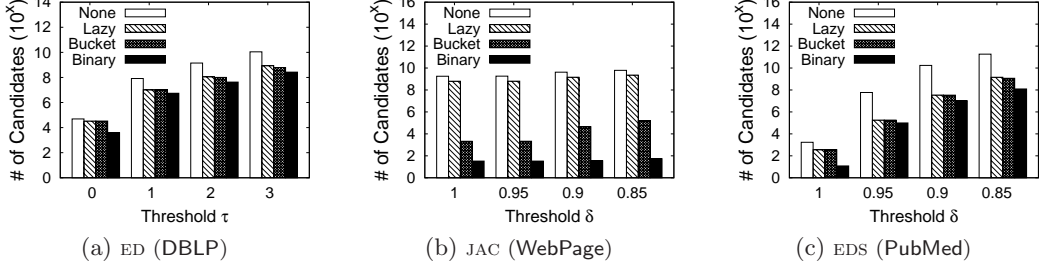 # of Candidates (10^x)
14
12
10
8
6
4
2
0
None
Lazy
Bucket
Binary
0 1 2 3
Threshold τ
(a) ED (DBLP)
# of Candidates (10^x)
16
14
12
10
8
6
4
2
0
None
Lazy
Bucket
Binary
1 0.95 0.9 0.85
Threshold δ
(b) JAC (WebPage)
# of Candidates (10^x)
16
14
12
10
8
6
4
2
0
None
Lazy
Bucket
Binary
1 0.95 0.9 0.85
Threshold δ
(c) EDS (PubMed)